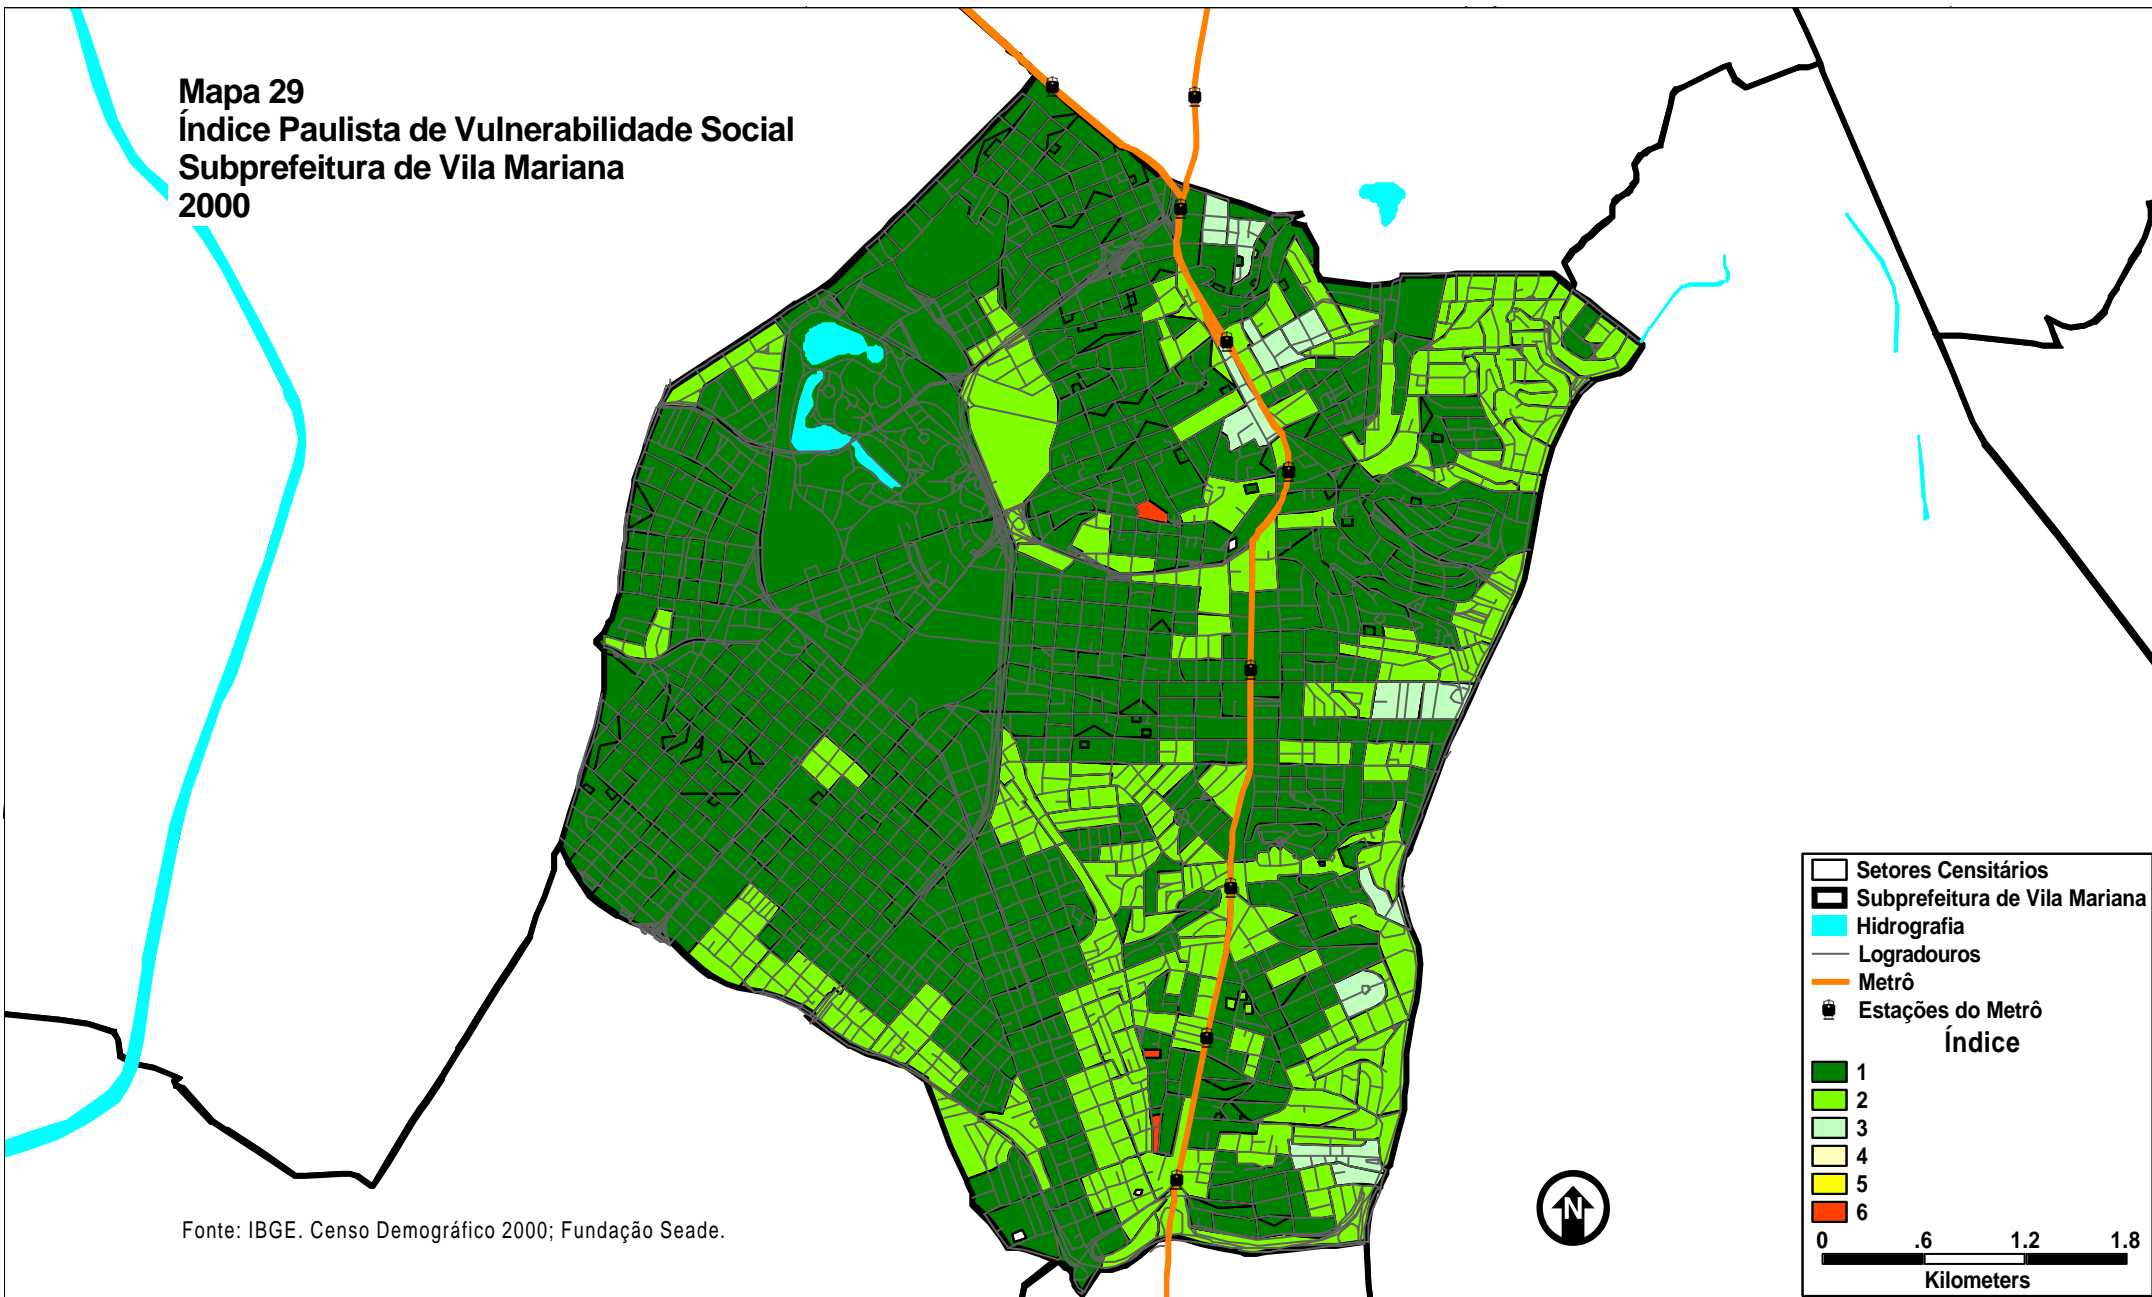 Mapa 29
Índice Paulista de Vulnerabilidade Social
Subprefeitura de Vila Mariana
2000
Setores Censitários
Subprefeitura de Vila Mariana
Hidrografia
Logradouros
Metrô
Estações do Metrô
Índice
1
2
3
4
5
6
0 .6 1.2 1.8
Kilometers
N
Fonte: IBGE. Censo Demográfico 2000; Fundação Seade.